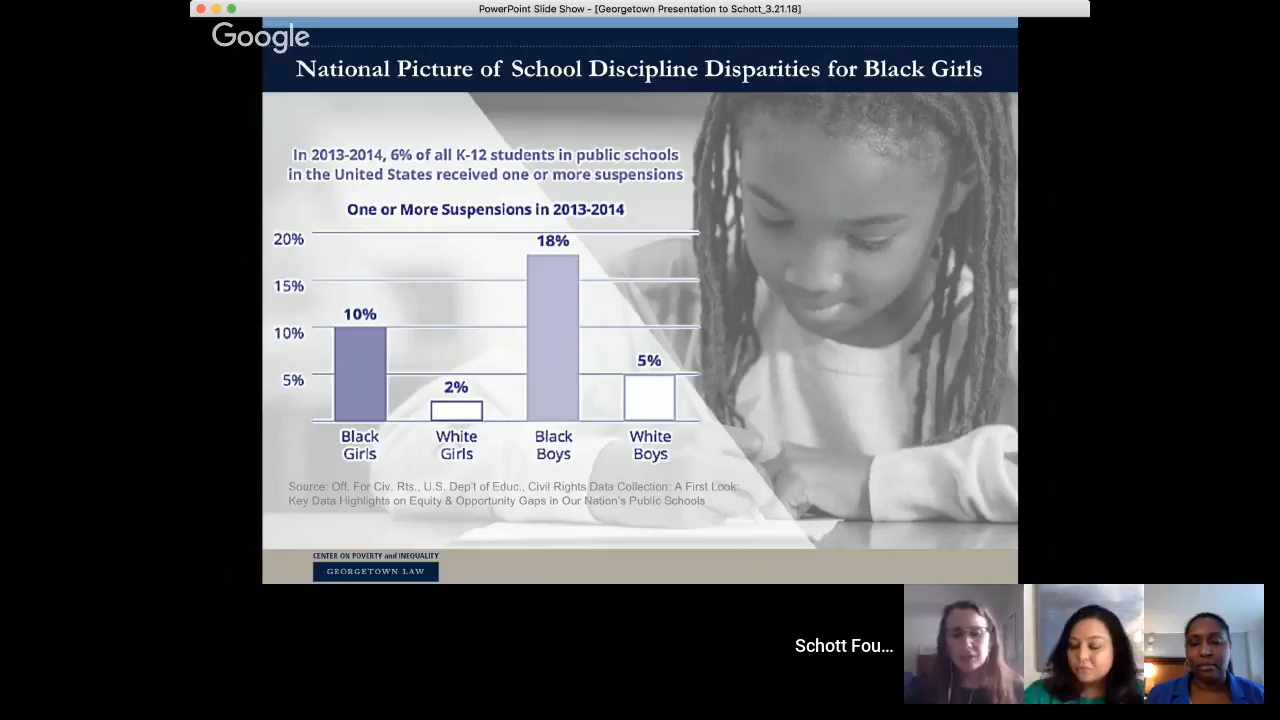 PowerPoint Slide Show - [Georgetown Presentation to Schott_3.21.18]
Google
National Picture of School Discipline Disparities for Black Girls
In 2013-2014, 6% of all K-12 students in public schools
in the United States received one or more suspensions
One or More Suspensions in 2013-2014
20%
15%
10%
5%
10%
2%
18%
5%
Black
Girls
White
Girls
Black
Boys
White
Boys
Source: Off. For Civ. Rts., U.S. Dep't of Educ., Civil Rights Data Collection: A First Look:
Key Data Highlights on Equity & Opportunity Gaps in Our Nation's Public Schools
CENTER ON POVERTY and INEQUALITY
GEORGETOWN LAW
Schott Fou...